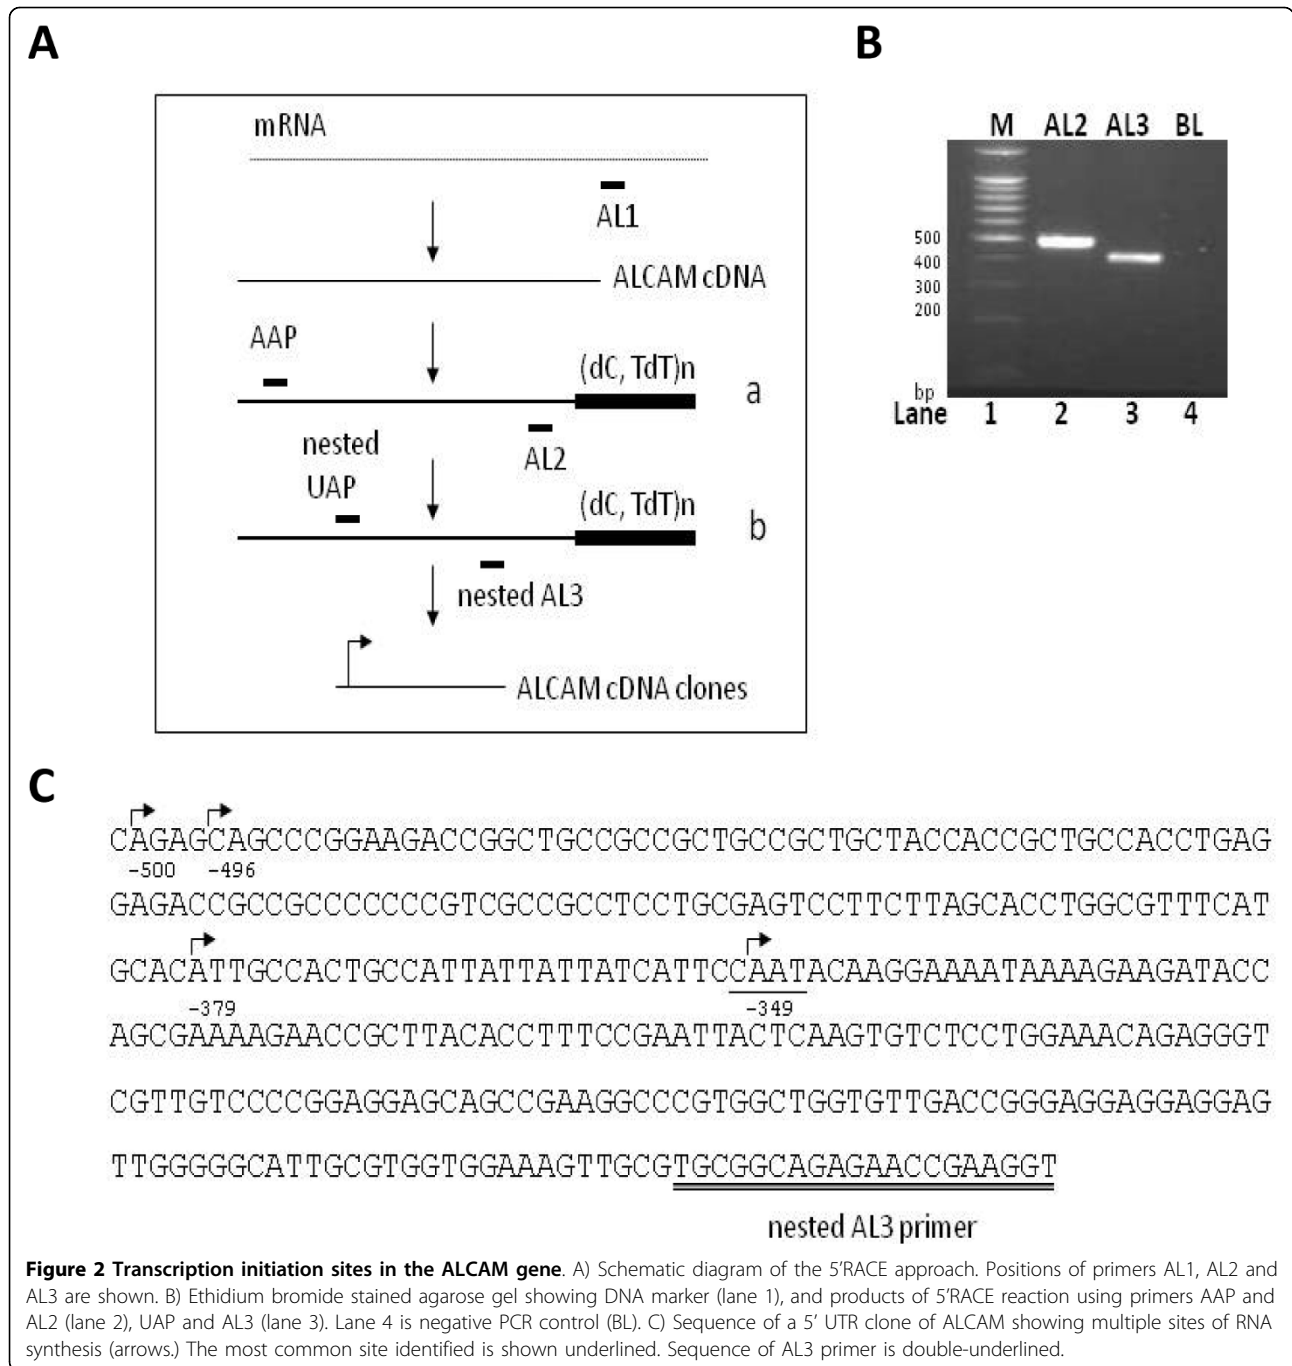 A
mRNA
AL1
ALCAM cDNA
AAP
(dC, TdT)n
a
nested
AL2
UAP
(dC, TdT)n
b
nested AL3
ALCAM cDNA clones
B
M AL2 AL3 BL
500
400
300
200
bp
Lane 1 2 3 4
C
CAGAGCAGCCCGGAAGACCGGCTGCCGCCGCTGCCGCTGCTACCACCGCTGCCACCTGAG
-500 -496
GAGACCGCCGCCCCCCCGTCGCCGCCTCCTGCGAGTCCTTCTTAGCACCTGGCGTTTCAT
GCACATTGCCACTGCCATTATTATTATCATTCCCAATACAAGGAAAATAAAAGAAGATACC
-379 -349
AGCGAAAAGAACCGCTTACACCTTTCCGAATTACTCAAGTGTCTCCTGGAAACAGAGGGT
CGTTGTCCCCGGAGGAGCAGCCGAAGGCCCGTGGCTGGTGTTGACCGGGAGGAGGAGGAG
TTGGGGGCATTGCGTGGTGGAAAGTTGCGTGCGGCAGAGAACCGAAGGT
nested AL3 primer
Figure 2 Transcription initiation sites in the ALCAM gene. A) Schematic diagram of the 5'RACE approach. Positions of primers AL1, AL2 and
AL3 are shown. B) Ethidium bromide stained agarose gel showing DNA marker (lane 1), and products of 5'RACE reaction using primers AAP and
AL2 (lane 2), UAP and AL3 (lane 3). Lane 4 is negative PCR control (BL). C) Sequence of a 5' UTR clone of ALCAM showing multiple sites of RNA
synthesis (arrows.) The most common site identified is shown underlined. Sequence of AL3 primer is double-underlined.